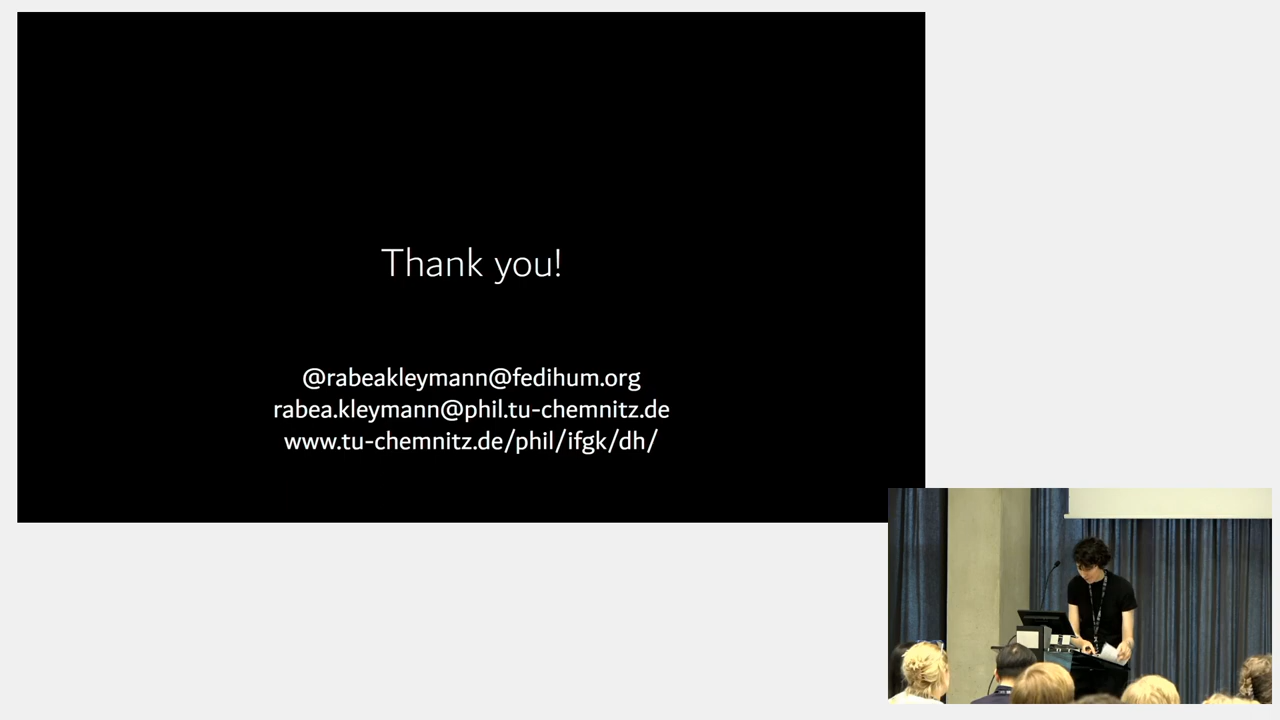 Thank you!
@rabeakleymann@fedihum.org
rabea.kleymann@phil.tu-chemnitz.de
www.tu-chemnitz.de/phil/ifgk/dh/